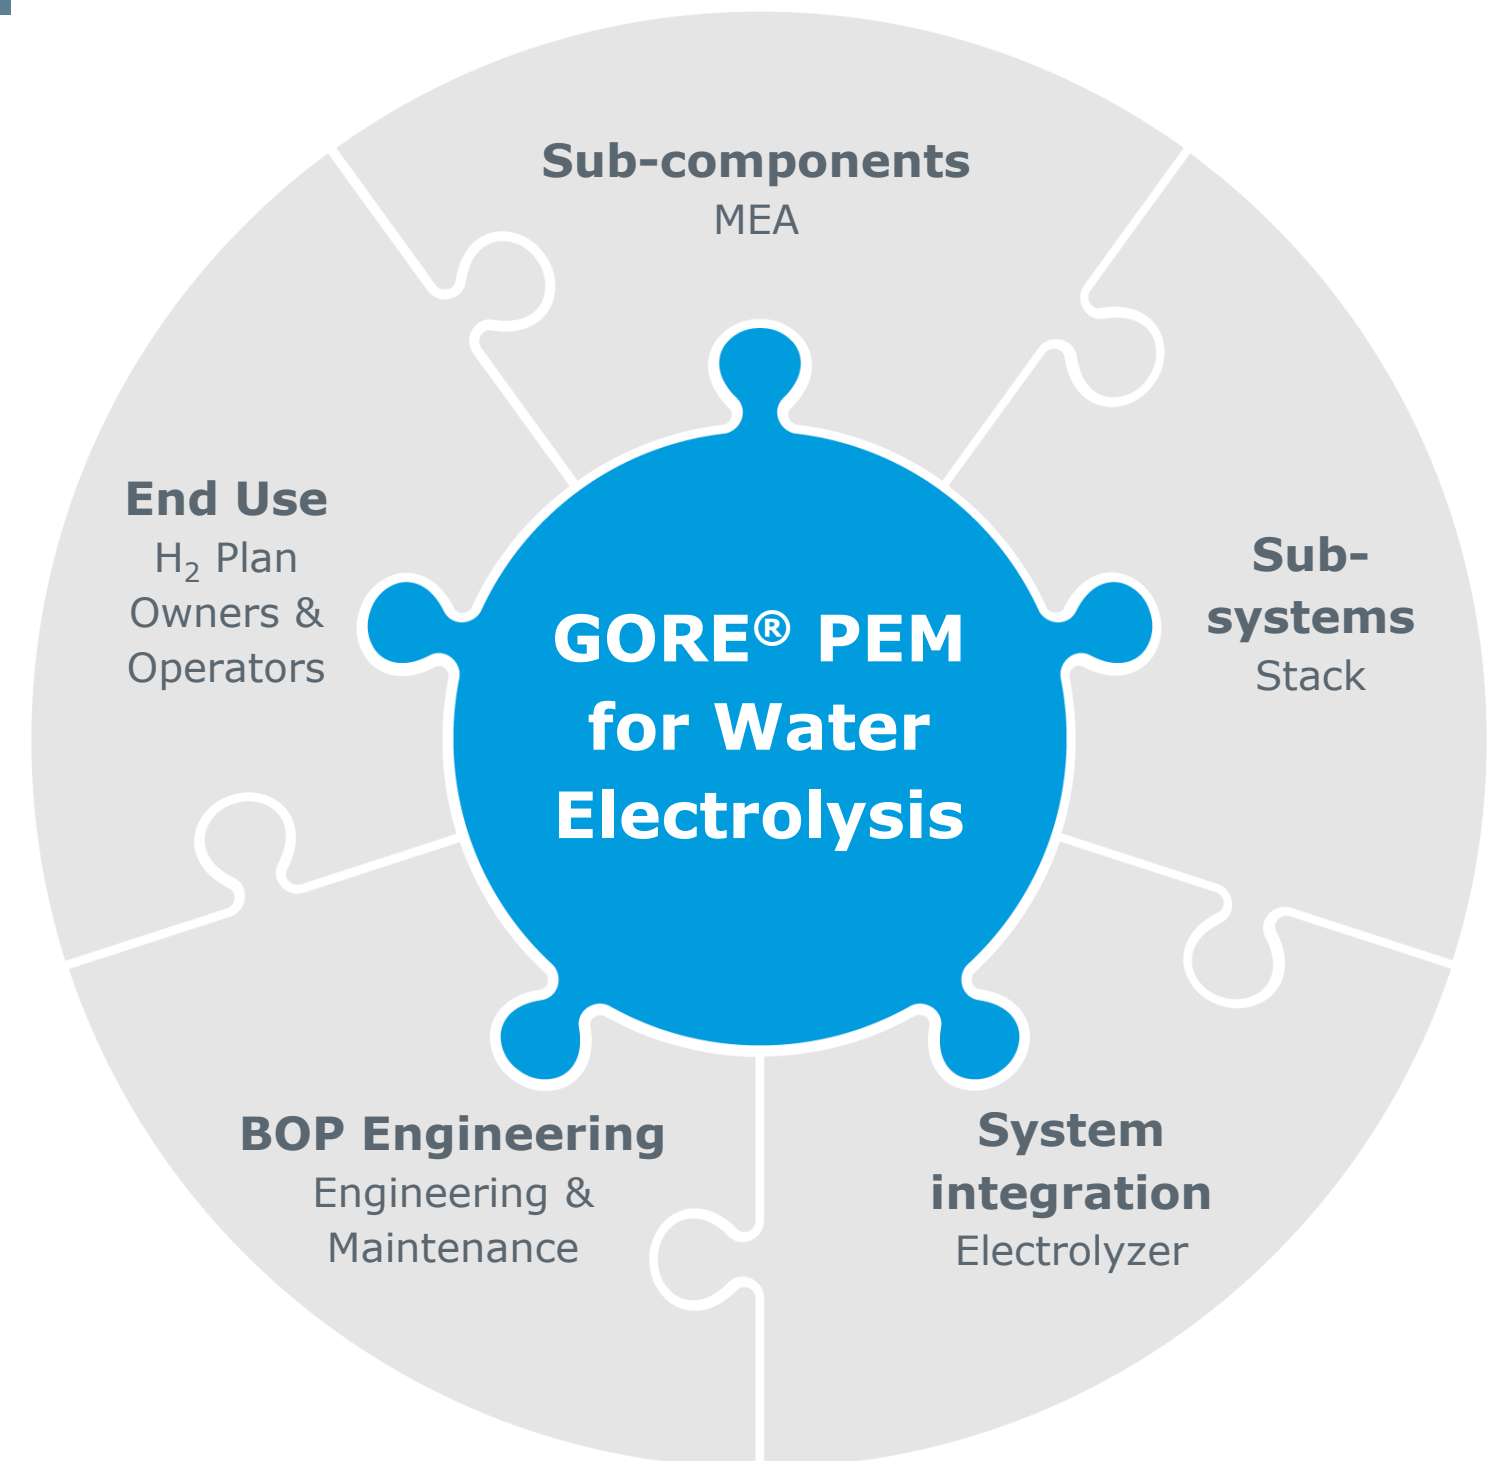 Sub-components
MEA
Sub-
systems
Stack
System
integration
Electrolyzer
BOP Engineering
Engineering &
Maintenance
End Use
H₂ Plan
Owners &
Operators
GORE® PEM
for Water
Electrolysis